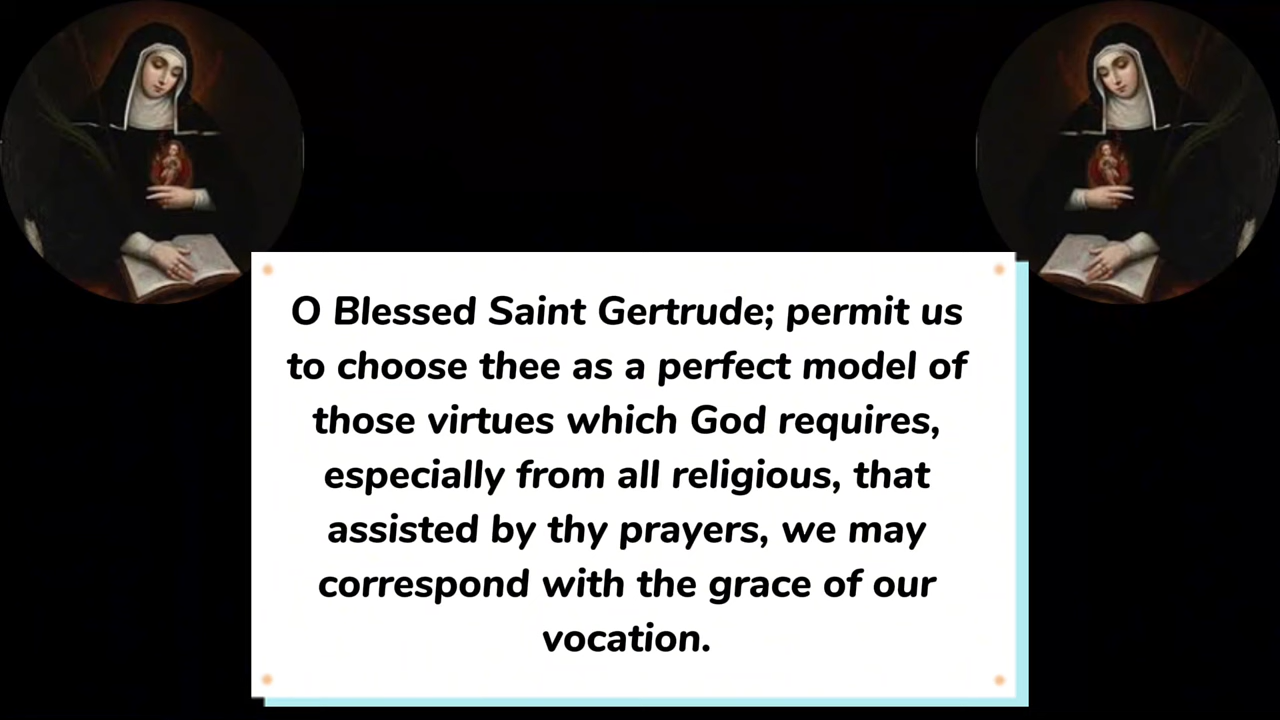 O Blessed Saint Gertrude; permit us
to choose thee as a perfect model of
those virtues which God requires,
especially from all religious, that
assisted by thy prayers, we may
correspond with the grace of our
vocation.